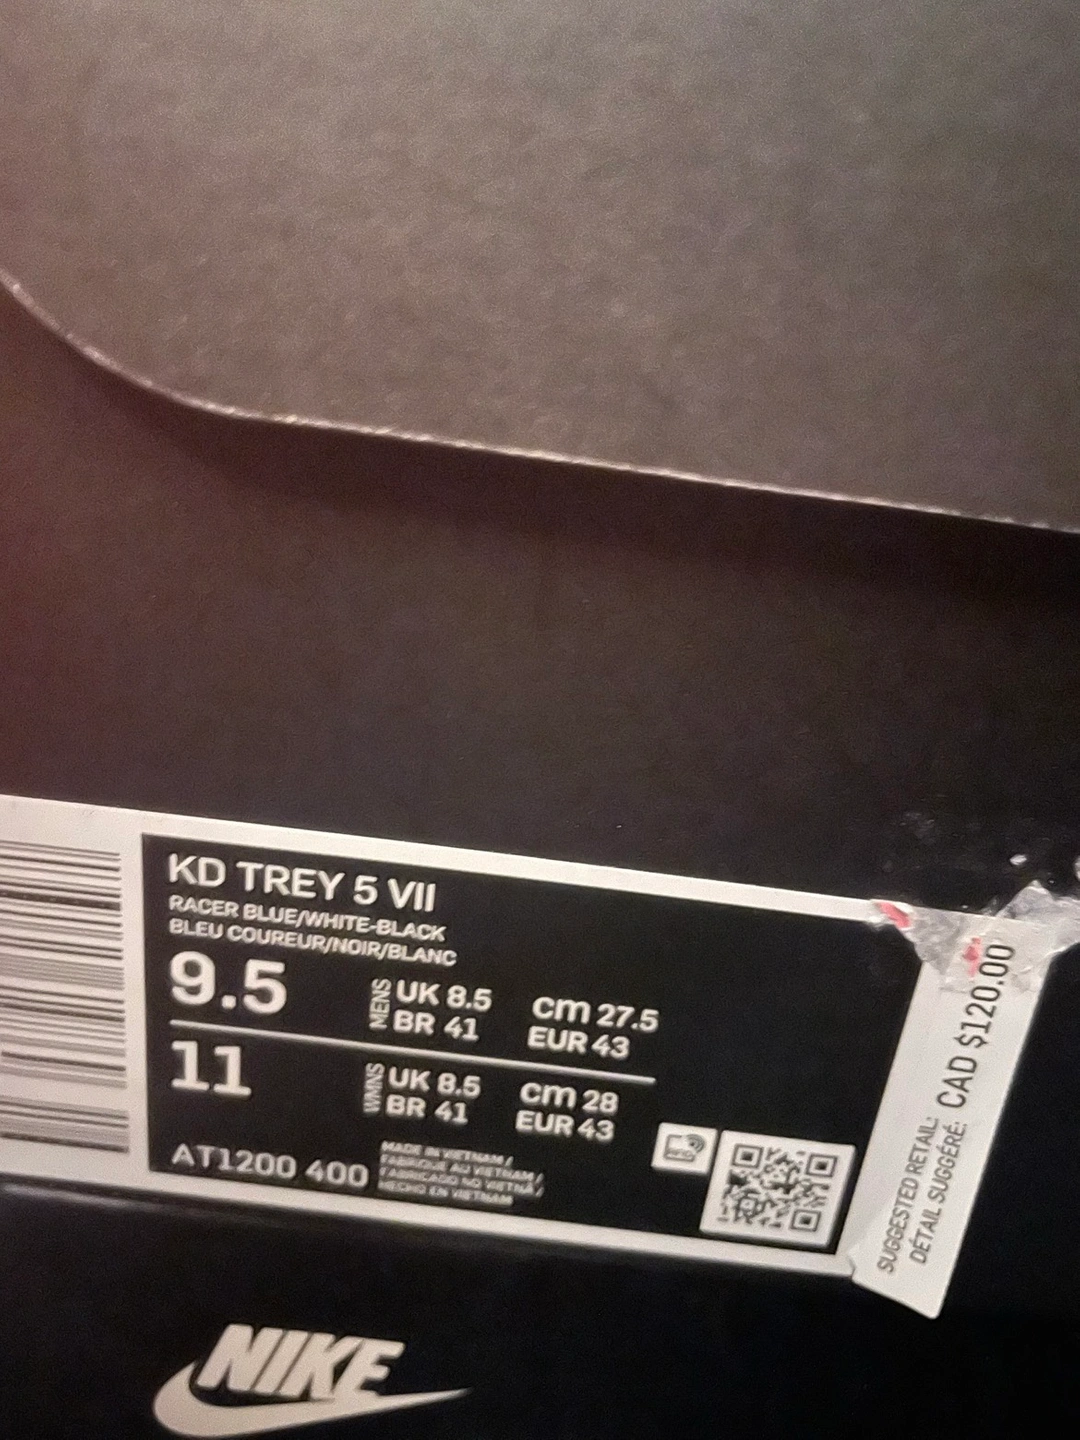 KD TREY 5 VII
RACER BLUE/WHITE-BLACK
BLEU COUREUR/NOIR/BLANC
9.5
MENS
UK 8.5
cm 27.5
BR 41
EUR 43
11
WMNS
UK 8.5
cm 28
BR 41
EUR 43
AT1200 400
MADE IN VIETNAM /
FABRIQUE AU VIETNAM /
FABRICADO NO VIETNÃ /
HECHO EN VIETNAM
RFID
SUGGESTED RETAIL:
DÉTAIL SUGGÉRÉ:
CAD $120.00
NIKE